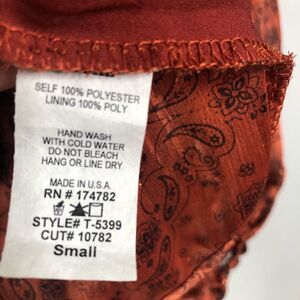 SELF 100% POLYESTER
LINING 100% POLY
HAND WASH
WITH COLD WATER
DO NOT BLEACH
HANG OR LINE DRY
MADE IN U.S.A.
RN # 174782
STYLE# T-5399
CUT# 10782
Small